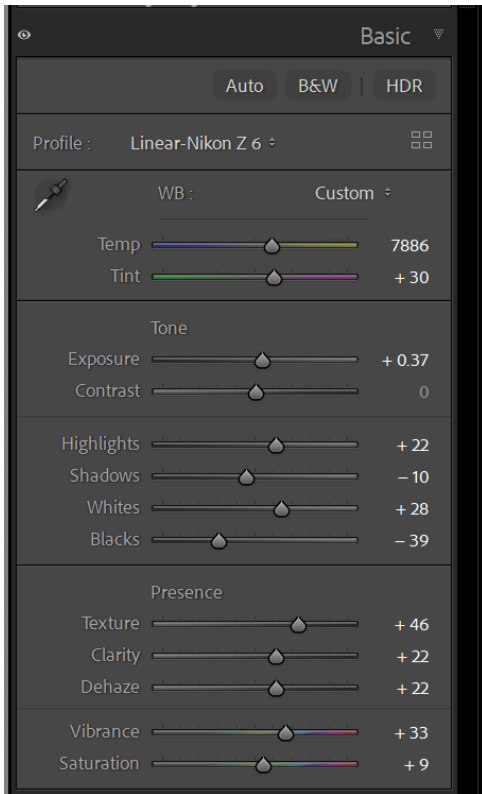 Basic
Auto B&W HDR
Profile : Linear-Nikon Z 6
WB : Custom
Temp 7886
Tint + 30
Tone
Exposure + 0.37
Contrast 0
Highlights + 22
Shadows – 10
Whites + 28
Blacks – 39
Presence
Texture + 46
Clarity + 22
Dehaze + 22
Vibrance + 33
Saturation + 9